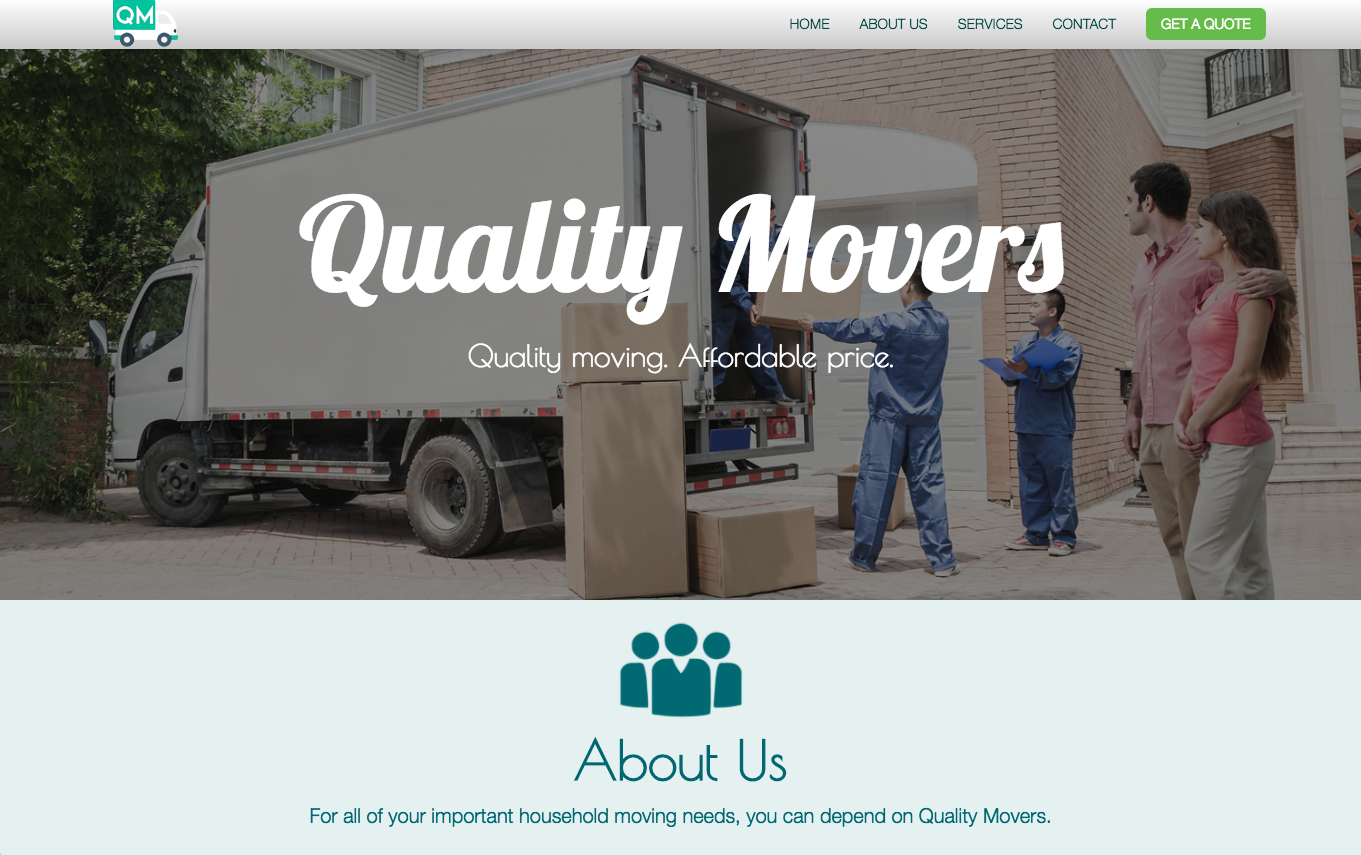 QM
HOME ABOUT US SERVICES CONTACT GET A QUOTE
Quality Movers
Quality moving. Affordable price.
About Us
For all of your important household moving needs, you can depend on Quality Movers.